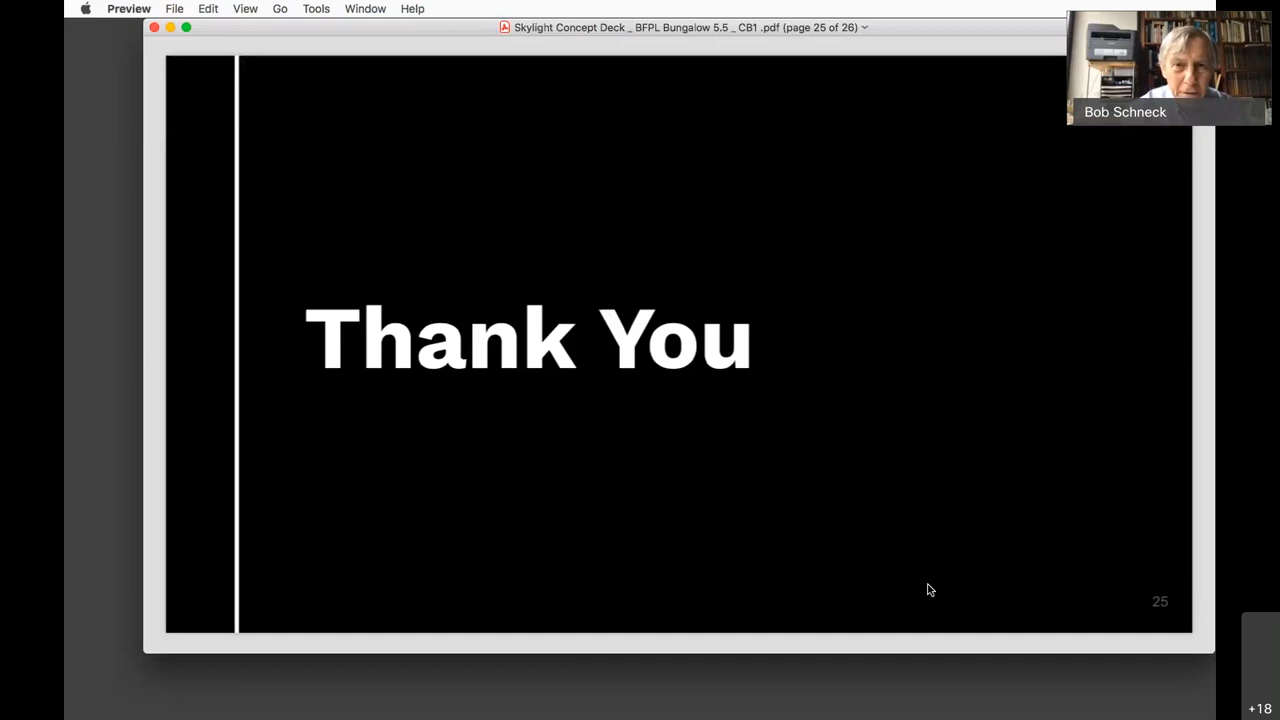 Preview File Edit View Go Tools Window Help
Skylight Concept Deck _ BFPL Bungalow 5.5 _ CB1 .pdf (page 25 of 26)
Bob Schneck
Thank You
25
+18